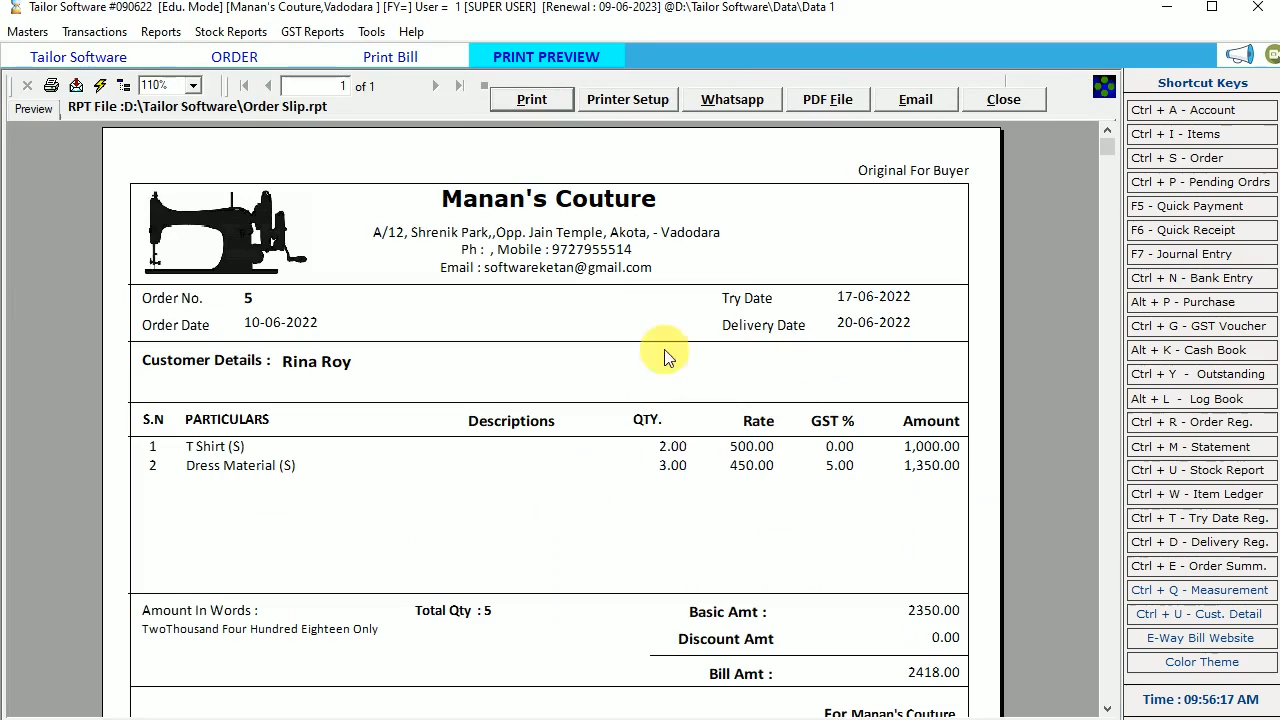 Tailor Software #090622 [Edu. Mode] [Manan's Couture,Vadodara ] [FY=] User = 1 [SUPER USER] [Renewal : 09-06-2023] @D:\Tailor Software\Data\Data 1
Masters Transactions Reports Stock Reports GST Reports Tools Help
Tailor Software ORDER Print Bill PRINT PREVIEW
110% 1 of 1
Preview RPT File :D:\Tailor Software\Order Slip.rpt
Print Printer Setup Whatsapp PDF File Email Close
Original For Buyer
Manan's Couture
A/12, Shrenik Park,,Opp. Jain Temple, Akota, - Vadodara
Ph : , Mobile : 9727955514
Email : softwareketan@gmail.com
Order No. 5 Try Date 17-06-2022
Order Date 10-06-2022 Delivery Date 20-06-2022
Customer Details : Rina Roy
S.N PARTICULARS Descriptions QTY. Rate GST % Amount
1 T Shirt (S) 2.00 500.00 0.00 1,000.00
2 Dress Material (S) 3.00 450.00 5.00 1,350.00
Amount In Words : Total Qty : 5 Basic Amt : 2350.00
TwoThousand Four Hundred Eighteen Only
Discount Amt 0.00
Bill Amt : 2418.00
For Manan's Couture
Shortcut Keys
Ctrl + A - Account
Ctrl + I - Items
Ctrl + S - Order
Ctrl + P - Pending Ordrs
F5 - Quick Payment
F6 - Quick Receipt
F7 - Journal Entry
Ctrl + N - Bank Entry
Alt + P - Purchase
Ctrl + G - GST Voucher
Alt + K - Cash Book
Ctrl + Y - Outstanding
Alt + L - Log Book
Ctrl + R - Order Reg.
Ctrl + M - Statement
Ctrl + U - Stock Report
Ctrl + W - Item Ledger
Ctrl + T - Try Date Reg.
Ctrl + D - Delivery Reg.
Ctrl + E - Order Summ.
Ctrl + Q - Measurement
Ctrl + U - Cust. Detail
E-Way Bill Website
Color Theme
Time : 09:56:17 AM